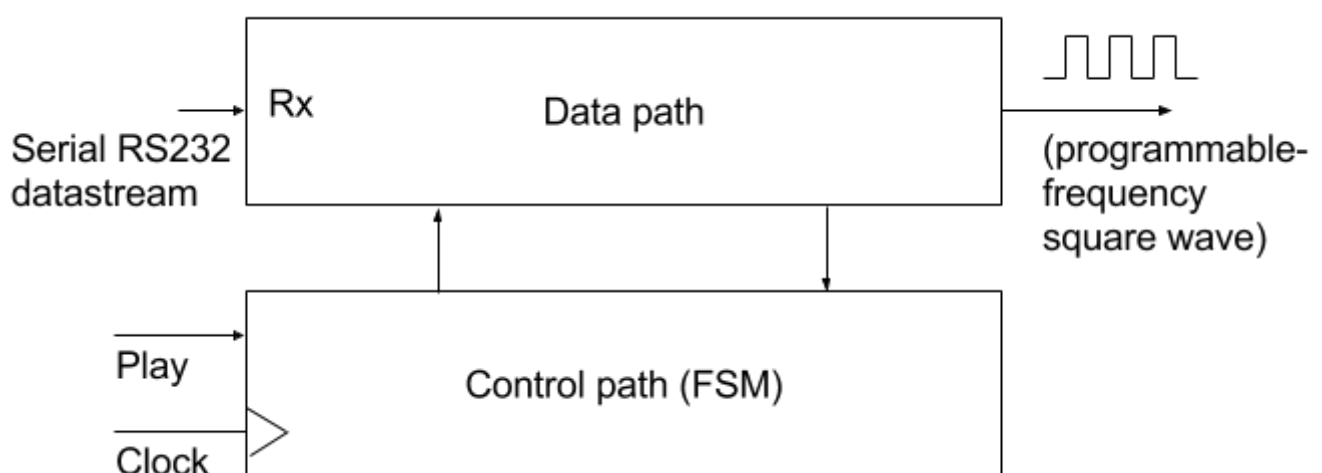 Rx
Data path
Serial RS232
datastream
(programmable-
frequency
square wave)
Play
Control path (FSM)
Clock